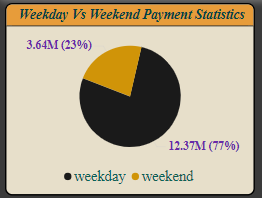 Weekday Vs Weekend Payment Statistics
3.64M (23%)
12.37M (77%)
weekday weekend